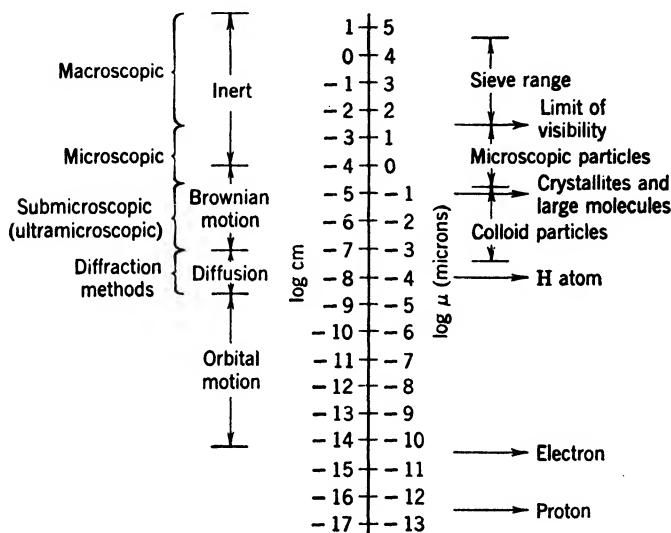 Macroscopic
Microscopic
Submicroscopic
(ultramicroscopic)
Diffraction
methods
Inert
Brownian
motion
Diffusion
Orbital
motion
log cm
1 5
0 4
-1 3
-2 2
-3 1
-4 0
-5 -1
-6 -2
-7 -3
-8 -4
-9 -5
-10 -6
-11 -7
-12 -8
-13 -9
-14 -10
-15 -11
-16 -12
-17 -13
log μ (microns)
Sieve range
Limit of
visibility
Microscopic particles
Crystallites and
large molecules
Colloid particles
H atom
Electron
Proton